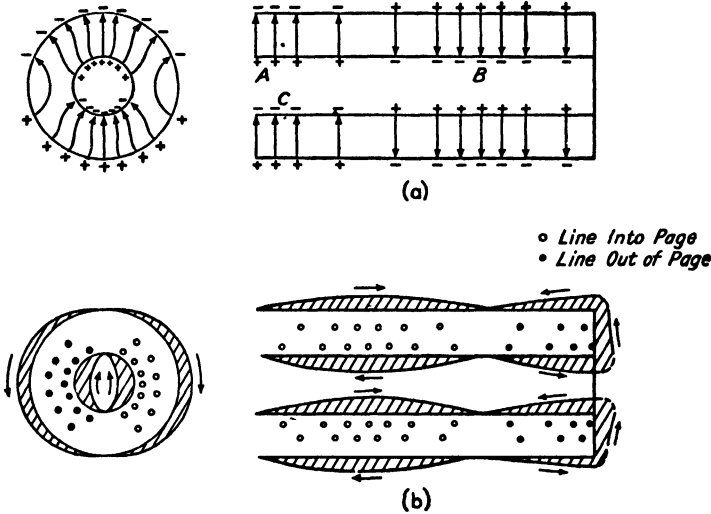 A
B
C
(a)
Line Into Page
Line Out of Page
(b)